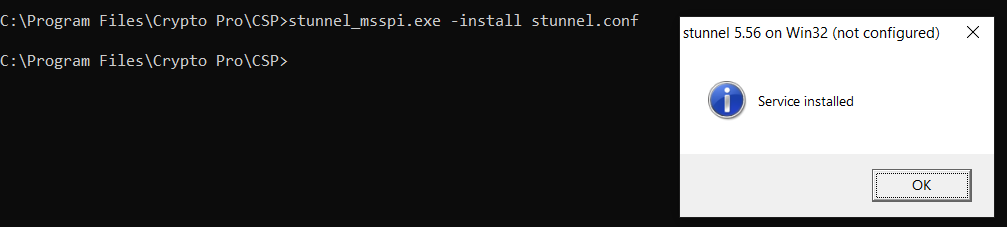 C:\Program Files\Crypto Pro\CSP>stunnel_msspi.exe -install stunnel.conf
C:\Program Files\Crypto Pro\CSP>
stunnel 5.56 on Win32 (not configured)
Service installed
OK